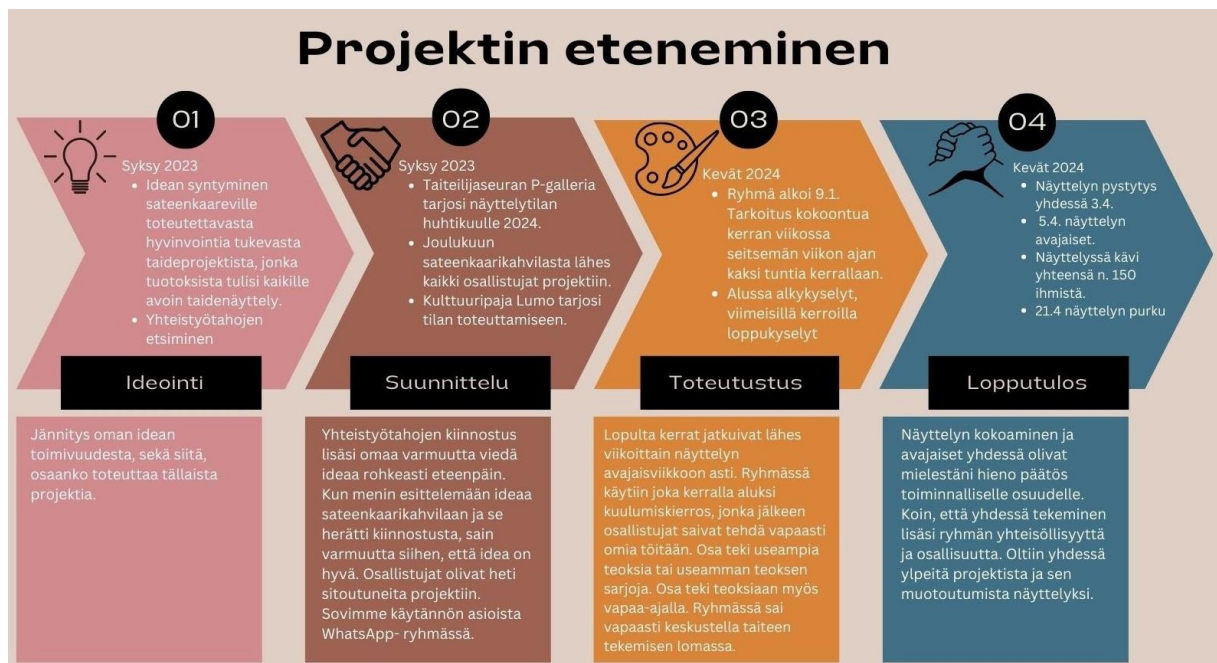 Projektin eteneminen
01
Syksy 2023
• Idean syntyminen
sateenkaareville
toteutettavasta
hyvinvointia tukevasta
taideprojektista, jonka
tuotoksista tulisi kaikille
avoin taidenäyttely.
• Yhteistyötahojen
etsiminen
Ideointi
Jännitys oman idean
toimivuudesta, sekä siitä,
osaanko toteuttaa tällaista
projektia.
02
Syksy 2023
• Taiteilijaseuran P-galleria
tarjosi näyttelytilan
huhtikuulle 2024.
• Joulukuun
sateenkaarikahvilasta lähes
kaikki osallistujat projektiin.
• Kulttuuripaja Lumo tarjosi
tilan toteuttamiseen.
Suunnittelu
Yhteistyötahojen kiinnostus
lisäsi omaa varmuutta viedä
ideaa rohkeasti eteenpäin.
Kun menin esittelemään ideaa
sateenkaarikahvilaan ja se
herätti kiinnostusta, sain
varmuutta siihen, että idea on
hyvä. Osallistujat olivat heti
sitoutuneita projektiin.
Sovimme käytännön asioista
WhatsApp- ryhmässä.
03
Kevät 2024
• Ryhmä alkoi 9.1.
Tarkoitus kokoontua
kerran viikossa
seitsemän viikon ajan
kaksi tuntia kerrallaan.
• Alussa alkykyselyt,
viimeisillä kerroilla
loppukyselyt
Toteutustus
Lopulta kerrat jatkuivat lähes
viikoittain näyttelyn
avajaisviikkoon asti. Ryhmässä
käytiin joka kerralla aluksi
kuulumiskierros, jonka jälkeen
osallistujat saivat tehdä vapaasti
omia töitään. Osa teki useampia
teoksia tai useamman teoksen
sarjoja. Osa teki teoksiaan myös
vapaa-ajalla. Ryhmässä sai
vapaasti keskustella taiteen
tekemisen lomassa.
04
Kevät 2024
• Näyttelyn pystytys
yhdessä 3.4.
• 5.4. näyttelyn
avajaiset.
• Näyttelyssä kävi
yhteensä n. 150
ihmistä.
• 21.4 näyttelyn purku
Lopputulos
Näyttelyn kokoaminen ja
avajaiset yhdessä olivat
mielestäni hieno päätös
toiminnalliselle osuudelle.
Koin, että yhdessä tekeminen
lisäsi ryhmän yhteisöllisyyttä
ja osallisuutta. Oltiin yhdessä
ylpeitä projektista ja sen
muotoutumista näyttelyksi.